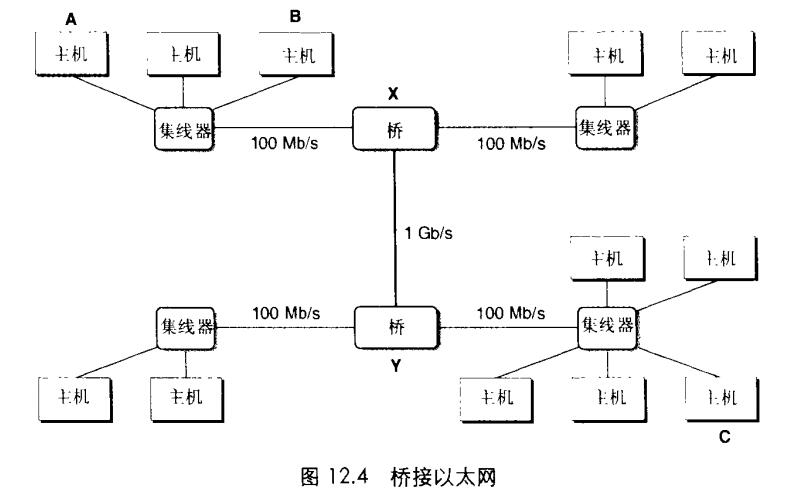 A
B
主机 主机 主机 主机 主机
X
集线器 桥 集线器
100 Mb/s 100 Mb/s
1 Gb/s
主机 主机
集线器 100 Mb/s 桥 100 Mb/s 集线器
Y
主机 主机 主机 主机 主机
C
图 12.4 桥接以太网